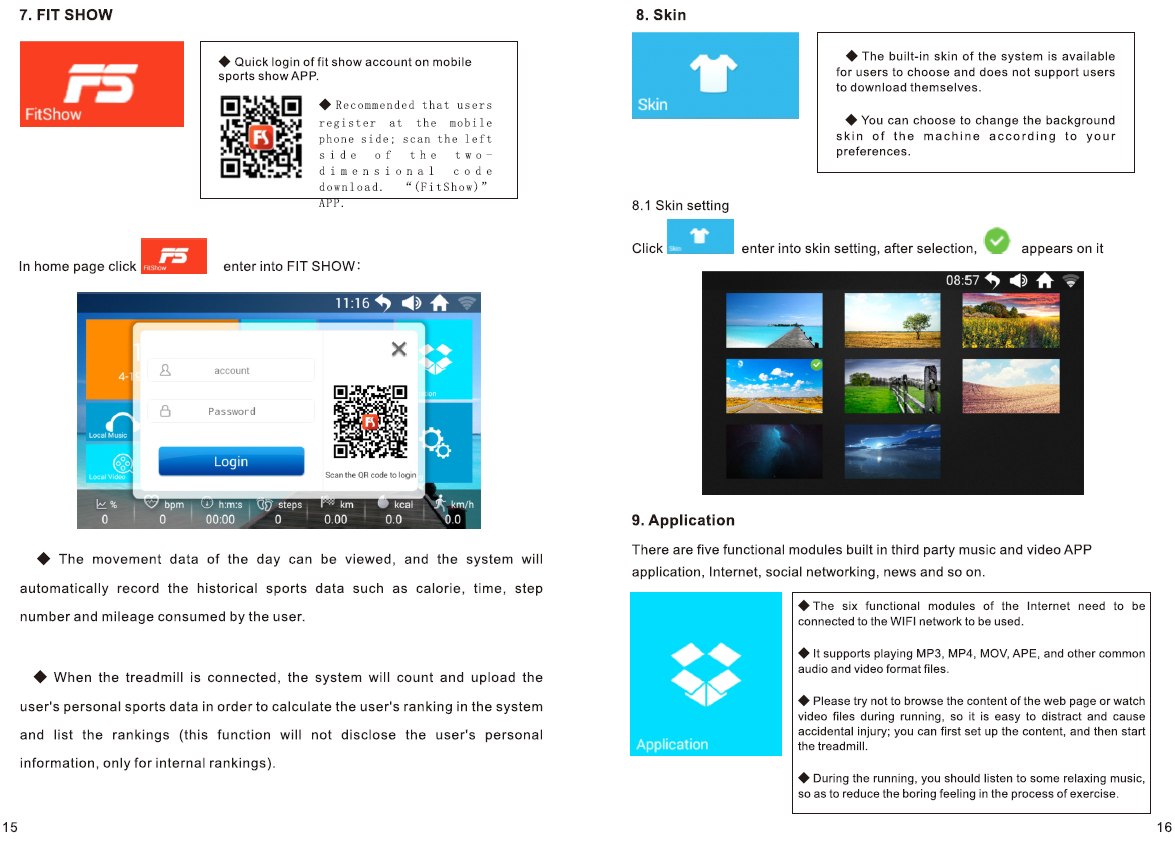 7. FIT SHOW
FitShow
◆ Quick login of fit show account on mobile
sports show APP.
◆ Recommended that users
register at the mobile
phone side; scan the left
side of the two-
dimensional code
download. “(FitShow)”
APP.
In home page click
FitShow
enter into FIT SHOW:
11:16
account
Password
Login
Scan the QR code to login
4-1
Local Music
Local Video
% bpm h:m:s steps km kcal km/h
0 0 00:00 0 0.00 0.0 0.0
◆ The movement data of the day can be viewed, and the system will
automatically record the historical sports data such as calorie, time, step
number and mileage consumed by the user.
◆ When the treadmill is connected, the system will count and upload the
user's personal sports data in order to calculate the user's ranking in the system
and list the rankings (this function will not disclose the user's personal
information, only for internal rankings).
15
8. Skin
Skin
◆ The built-in skin of the system is available
for users to choose and does not support users
to download themselves.
◆ You can choose to change the background
skin of the machine according to your
preferences.
8.1 Skin setting
Click
Skin
enter into skin setting, after selection,
appears on it
08:57
9. Application
There are five functional modules built in third party music and video APP
application, Internet, social networking, news and so on.
Application
◆ The six functional modules of the Internet need to be
connected to the WIFI network to be used.
◆ It supports playing MP3, MP4, MOV, APE, and other common
audio and video format files.
◆ Please try not to browse the content of the web page or watch
video files during running, so it is easy to distract and cause
accidental injury; you can first set up the content, and then start
the treadmill.
◆ During the running, you should listen to some relaxing music,
so as to reduce the boring feeling in the process of exercise.
16